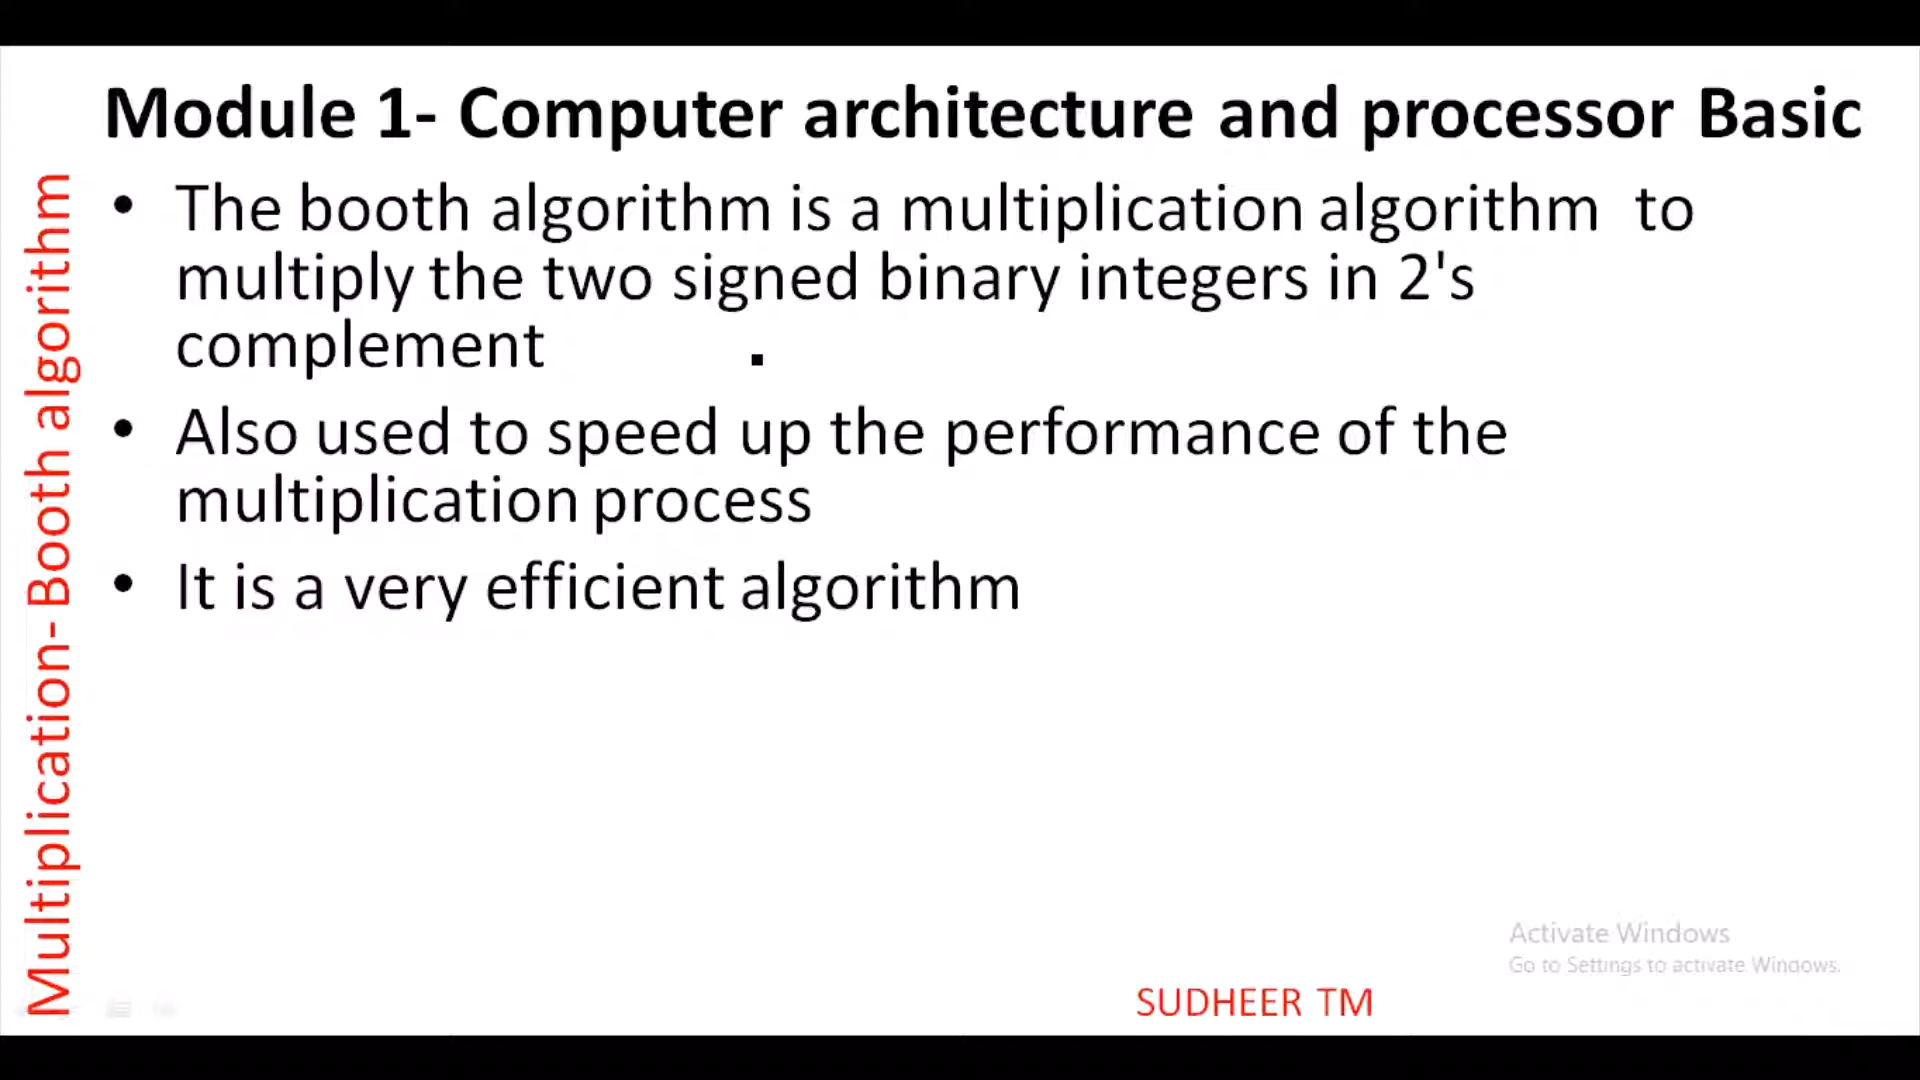 Module 1- Computer architecture and processor Basic
Multiplication- Booth algorithm
• The booth algorithm is a multiplication algorithm to
multiply the two signed binary integers in 2's
complement
• Also used to speed up the performance of the
multiplication process
• It is a very efficient algorithm
Activate Windows
Go to Settings to activate Windows.
SUDHEER TM